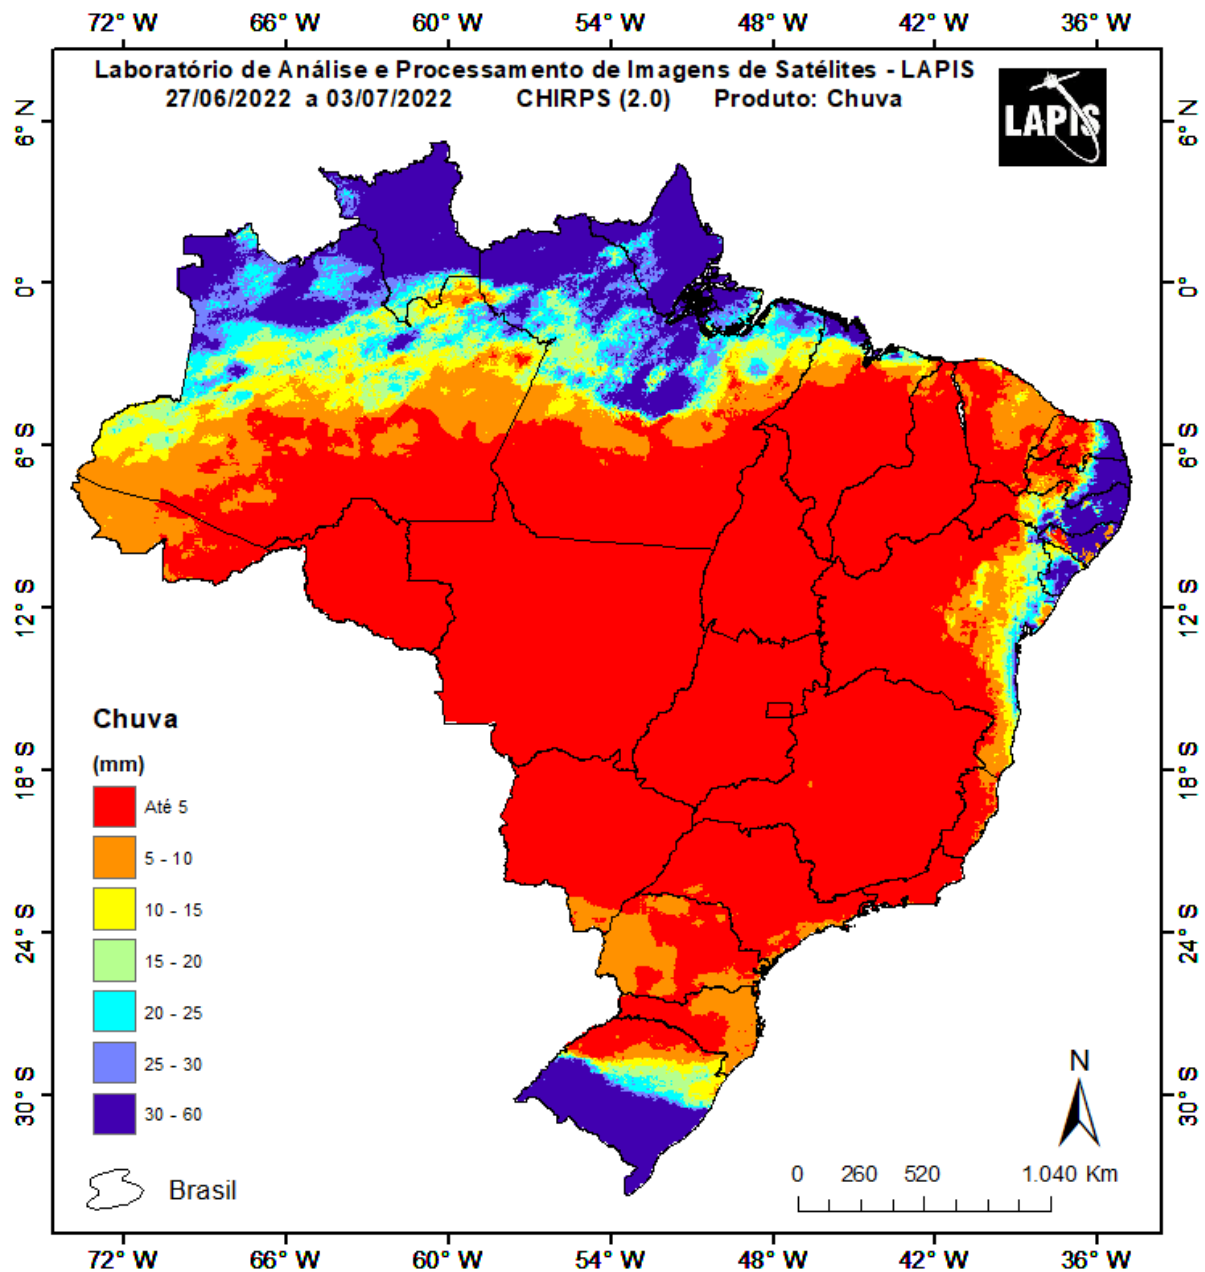 72° W 66° W 60° W 54° W 48° W 42° W 36° W
Laboratório de Análise e Processamento de Imagens de Satélites - LAPIS
27/06/2022 a 03/07/2022 CHIRPS (2.0) Produto: Chuva
LAPIS
6° N 6° N
0° 0°
6° S 6° S
12° S 12° S
18° S 18° S
24° S 24° S
30° S 30° S
Chuva
(mm)
Até 5
5 - 10
10 - 15
15 - 20
20 - 25
25 - 30
30 - 60
Brasil
N
0 260 520 1.040 Km
72° W 66° W 60° W 54° W 48° W 42° W 36° W